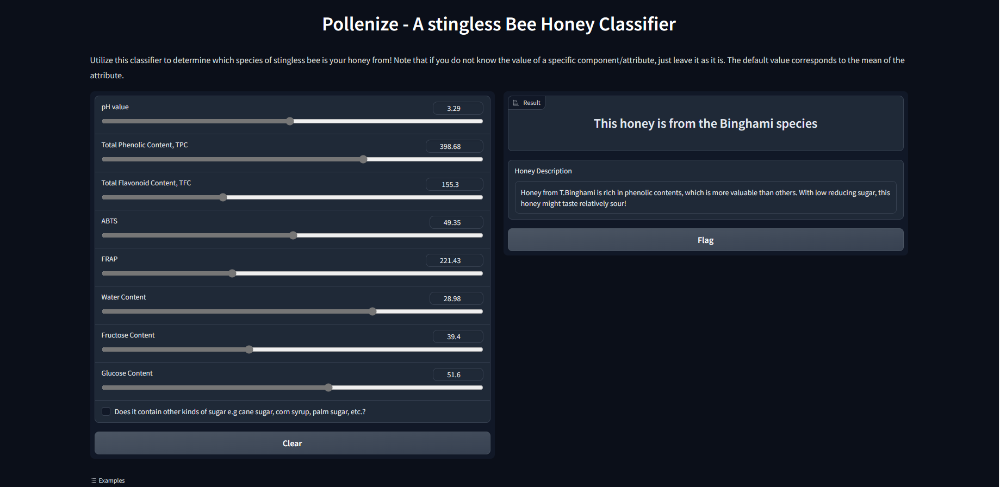 Pollenize - A stingless Bee Honey Classifier
Utilize this classifier to determine which species of stingless bee is your honey from! Note that if you do not know the value of a specific component/attribute, just leave it as it is. The default value corresponds to the mean of the
attribute.
pH value
3.29
Total Phenolic Content, TPC
398.68
Total Flavonoid Content, TFC
155.3
ABTS
49.35
FRAP
221.43
Water Content
28.98
Fructose Content
39.4
Glucose Content
51.6
Does it contain other kinds of sugar e.g cane sugar, corn syrup, palm sugar, etc.?
Clear
Result
This honey is from the Binghami species
Honey Description
Honey from T.Binghami is rich in phenolic contents, which is more valuable than others. With low reducing sugar, this
honey might taste relatively sour!
Flag
Examples